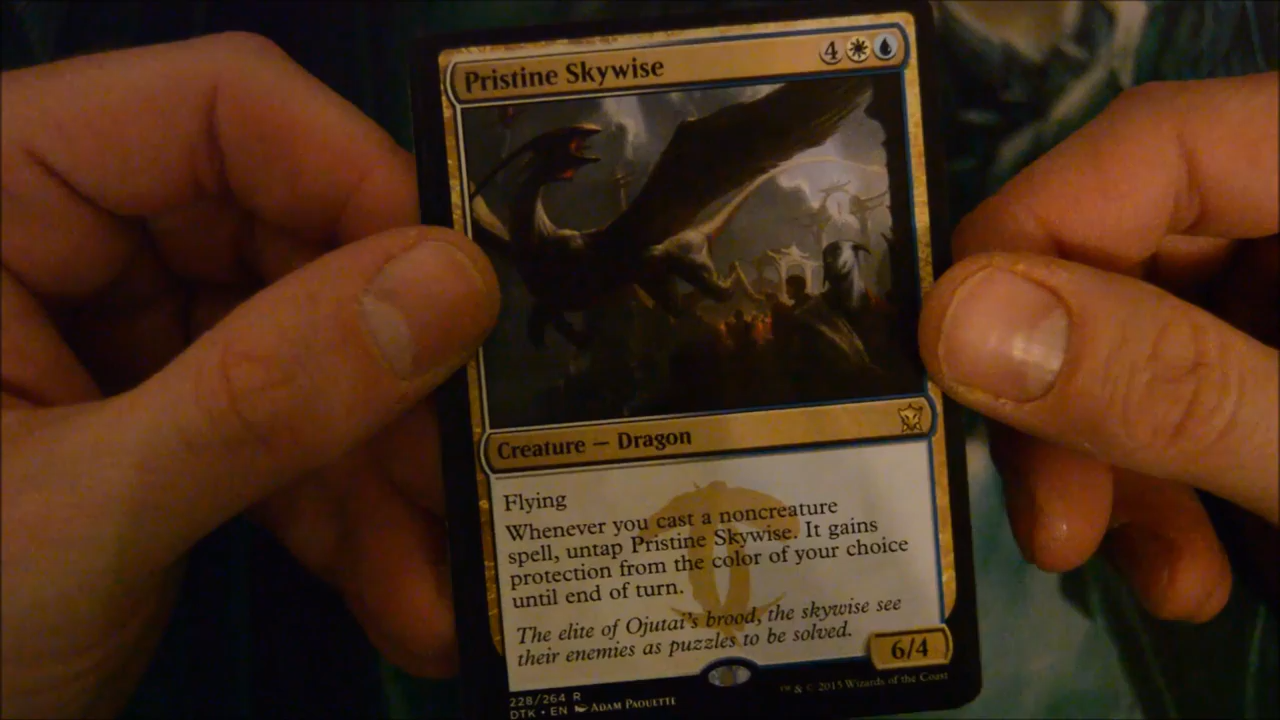 Pristine Skywise 4
Creature — Dragon
Flying
Whenever you cast a noncreature
spell, untap Pristine Skywise. It gains
protection from the color of your choice
until end of turn.
The elite of Ojutai's brood, the skywise see
their enemies as puzzles to be solved.
6/4
228/264 R
DTK • EN Adam Paquette
™ & © 2015 Wizards of the Coast